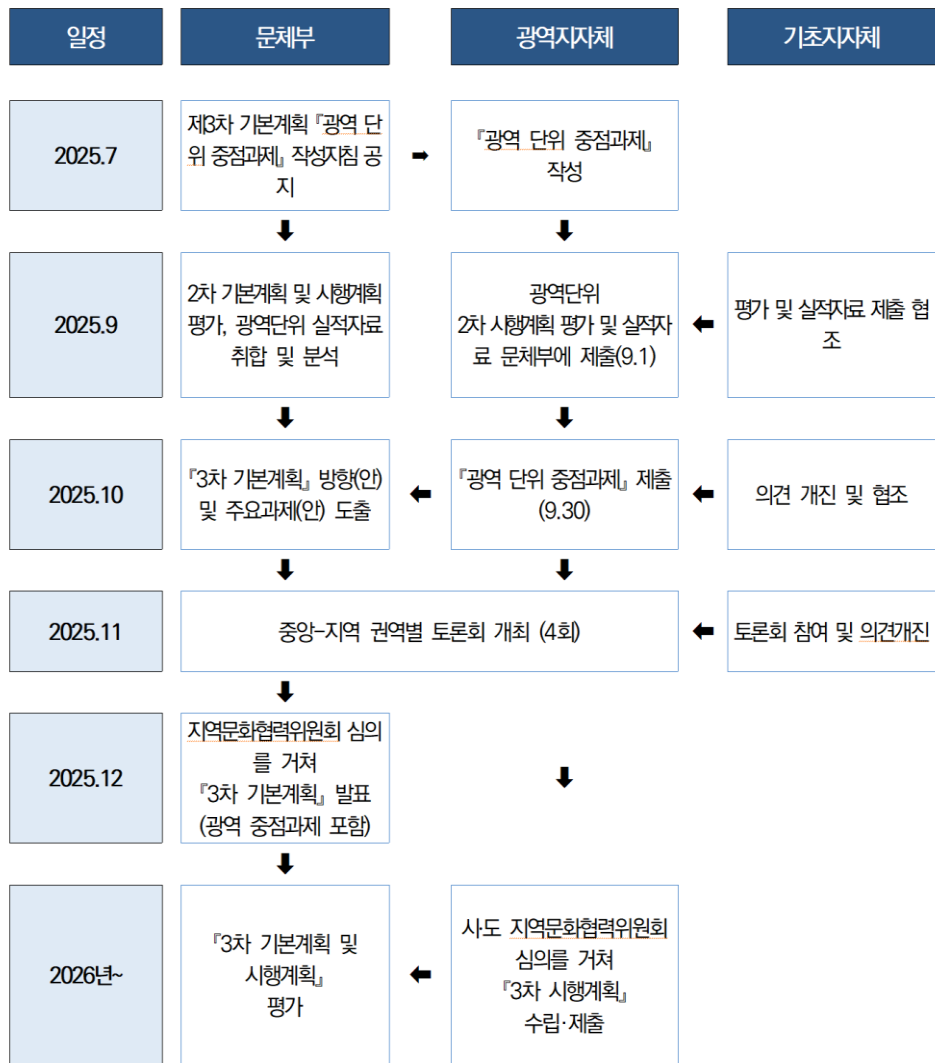 일정
문체부
광역지자체
기초지자체
2025.7
제3차 기본계획 『광역 단
위 중점과제』 작성지침 공
지
➡
『광역 단위 중점과제』
작성
⬇
⬇
2025.9
2차 기본계획 및 시행계획
평가, 광역단위 실적자료
취합 및 분석
광역단위
2차 시행계획 평가 및 실적자
료 문체부에 제출(9.1)
⬅
평가 및 실적자료 제출 협
조
⬇
⬇
2025.10
『3차 기본계획』 방향(안)
및 주요과제(안) 도출
⬅
『광역 단위 중점과제』 제출
(9.30)
⬅
의견 개진 및 협조
⬇
⬇
2025.11
중앙-지역 권역별 토론회 개최 (4회)
⬅
토론회 참여 및 의견개진
⬇
2025.12
지역문화협력위원회 심의
를 거쳐
『3차 기본계획』 발표
(광역 중점과제 포함)
⬇
⬇
2026년~
『3차 기본계획 및
시행계획』
평가
⬅
사도 지역문화협력위원회
심의를 거쳐
『3차 시행계획』
수립·제출